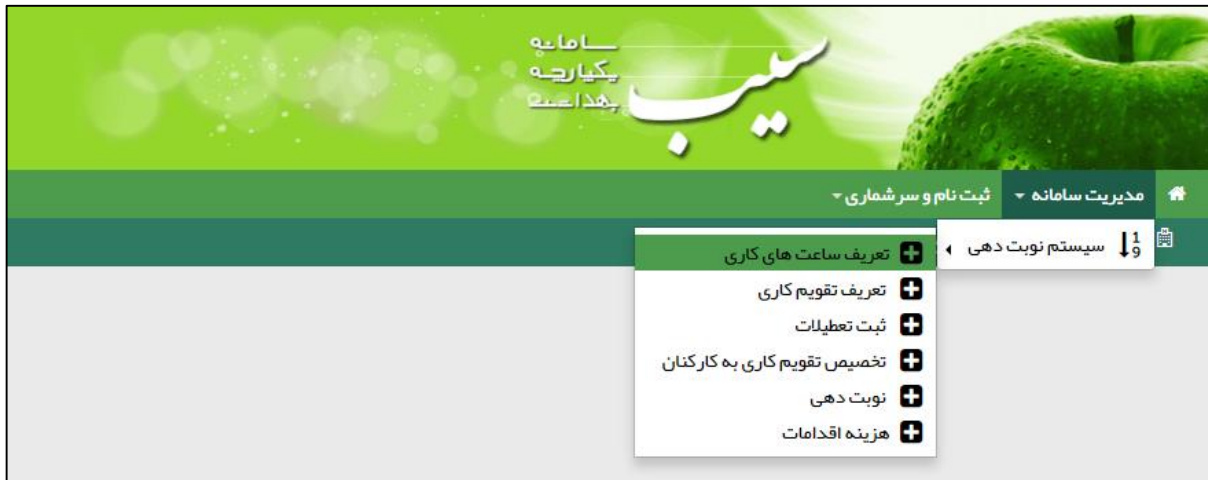 سامانه
یکپارچه
بهداشت
سیب
مدیریت سامانه
ثبت نام و سرشماری
سیستم نوبت دهی
تعریف ساعت های کاری
تعریف تقویم کاری
ثبت تعطیلات
تخصیص تقویم کاری به کارکنان
نوبت دهی
هزینه اقدامات